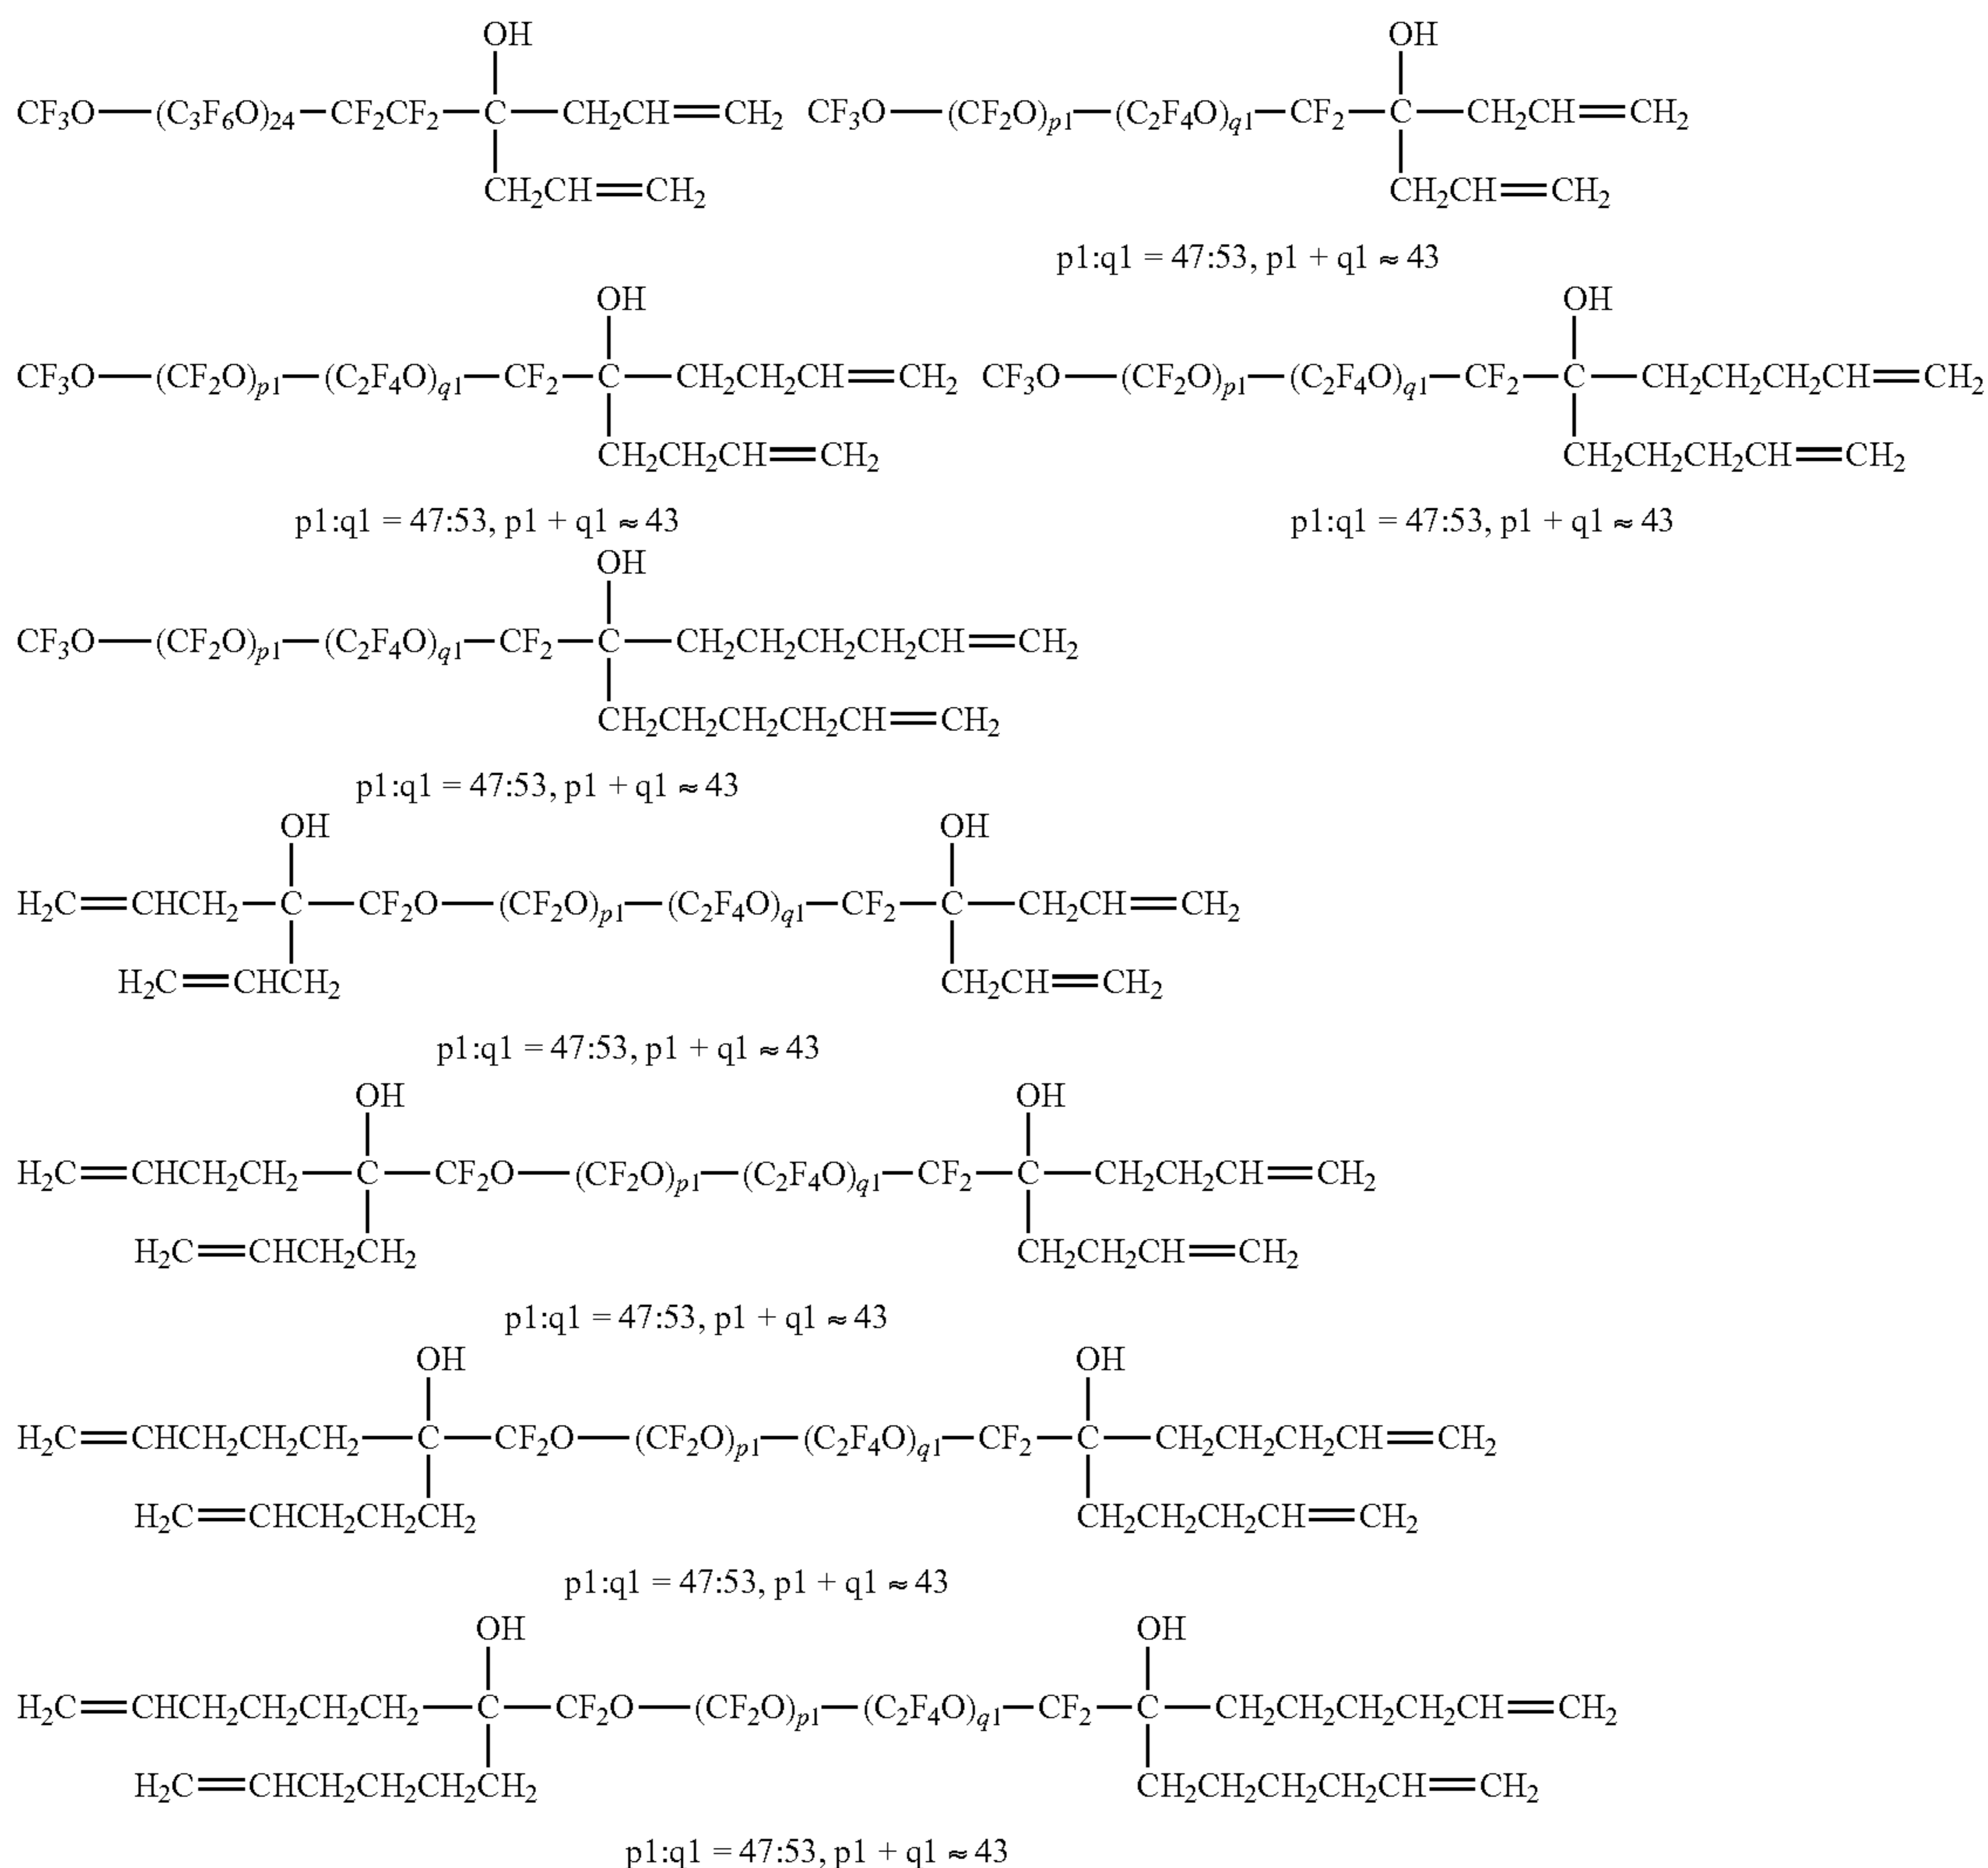 OH OH
CF3O—(C3F6O)24—CF2CF2—C—CH2CH=CH2 CF3O—(CF2O)p1—(C2F4O)q1—CF2—C—CH2CH=CH2
CH2CH=CH2 CH2CH=CH2
p1:q1 = 47:53, p1 + q1 ≈ 43
OH OH
CF3O—(CF2O)p1—(C2F4O)q1—CF2—C—CH2CH2CH=CH2 CF3O—(CF2O)p1—(C2F4O)q1—CF2—C—CH2CH2CH2CH=CH2
CH2CH2CH=CH2 CH2CH2CH2CH=CH2
p1:q1 = 47:53, p1 + q1 ≈ 43 p1:q1 = 47:53, p1 + q1 ≈ 43
OH
CF3O—(CF2O)p1—(C2F4O)q1—CF2—C—CH2CH2CH2CH2CH=CH2
CH2CH2CH2CH2CH=CH2
p1:q1 = 47:53, p1 + q1 ≈ 43
OH OH
H2C=CHCH2—C—CF2O—(CF2O)p1—(C2F4O)q1—CF2—C—CH2CH=CH2
H2C=CHCH2 CH2CH=CH2
p1:q1 = 47:53, p1 + q1 ≈ 43
OH OH
H2C=CHCH2CH2—C—CF2O—(CF2O)p1—(C2F4O)q1—CF2—C—CH2CH2CH=CH2
H2C=CHCH2CH2 CH2CH2CH=CH2
p1:q1 = 47:53, p1 + q1 ≈ 43
OH OH
H2C=CHCH2CH2CH2—C—CF2O—(CF2O)p1—(C2F4O)q1—CF2—C—CH2CH2CH2CH=CH2
H2C=CHCH2CH2CH2 CH2CH2CH2CH=CH2
p1:q1 = 47:53, p1 + q1 ≈ 43
OH OH
H2C=CHCH2CH2CH2CH2—C—CF2O—(CF2O)p1—(C2F4O)q1—CF2—C—CH2CH2CH2CH2CH=CH2
H2C=CHCH2CH2CH2CH2 CH2CH2CH2CH2CH=CH2
p1:q1 = 47:53, p1 + q1 ≈ 43